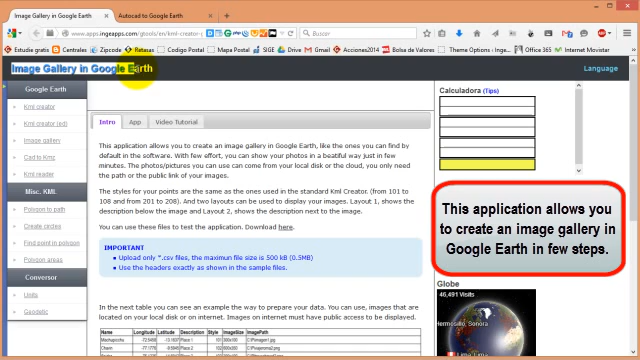 Image Gallery in Google Earth
Autocad to Google Earth
www.apps.ingeapps.com/gtools/en/kml-creator-
Buscar
Estudie gratis
Centrales
Zipcode
Retasas
Codigo Postal
Mapa Postal
SIGE
Drive
Gmail
Acciones2014
Bolsa de Valores
Theme Options - Inge...
Office 365
Internet Movistar
Image Gallery in Google Earth
Language
Google Earth
Kml creator
Kml creator (ed)
Image gallery
Cad to Kmz
Kml reader
Misc. KML
Polygon to path
Create circles
Find point in polygon
Polygon areas
Conversor
Units
Geodetic
Intro
App
Video Tutorial
This application allows you to create an image gallery in Google Earth, like the ones you can find by
default in the software. With few effort, you can show your photos in a beatiful way just in few
minutes. The photos/pictures you can use can come from your local disk or the cloud, you only need
the path or the public link of your images.
The styles for your points are the same as the ones used in the standard Kml Creator. (from 101 to
108 and from 201 to 208). And two layouts can be used to display your images. Layout 1, shows the
description below the image and Layout 2, shows the description next to the image.
You can use these files to test the application. Download here.
IMPORTANT
Upload only *.csv files, the maximun file size is 500 kB (0.5MB)
Use the headers exactly as shown in the sample files.
In the next table you can see an example the way to prepare your data. You can use, images that are
located on your local disk or on internet. Images on internet must have public access to be displayed.
Name Longitude Latitude Description Style ImageSize ImagePath
Calculadora (Tips)
This application allows you
to create an image gallery in
Google Earth in few steps.
Globe
46,491 Visits
Hermosillo, Sonora
Lima, Lima